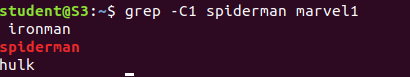 student@S3:~$ grep -C1 spiderman marvel1
 ironman
spiderman
hulk